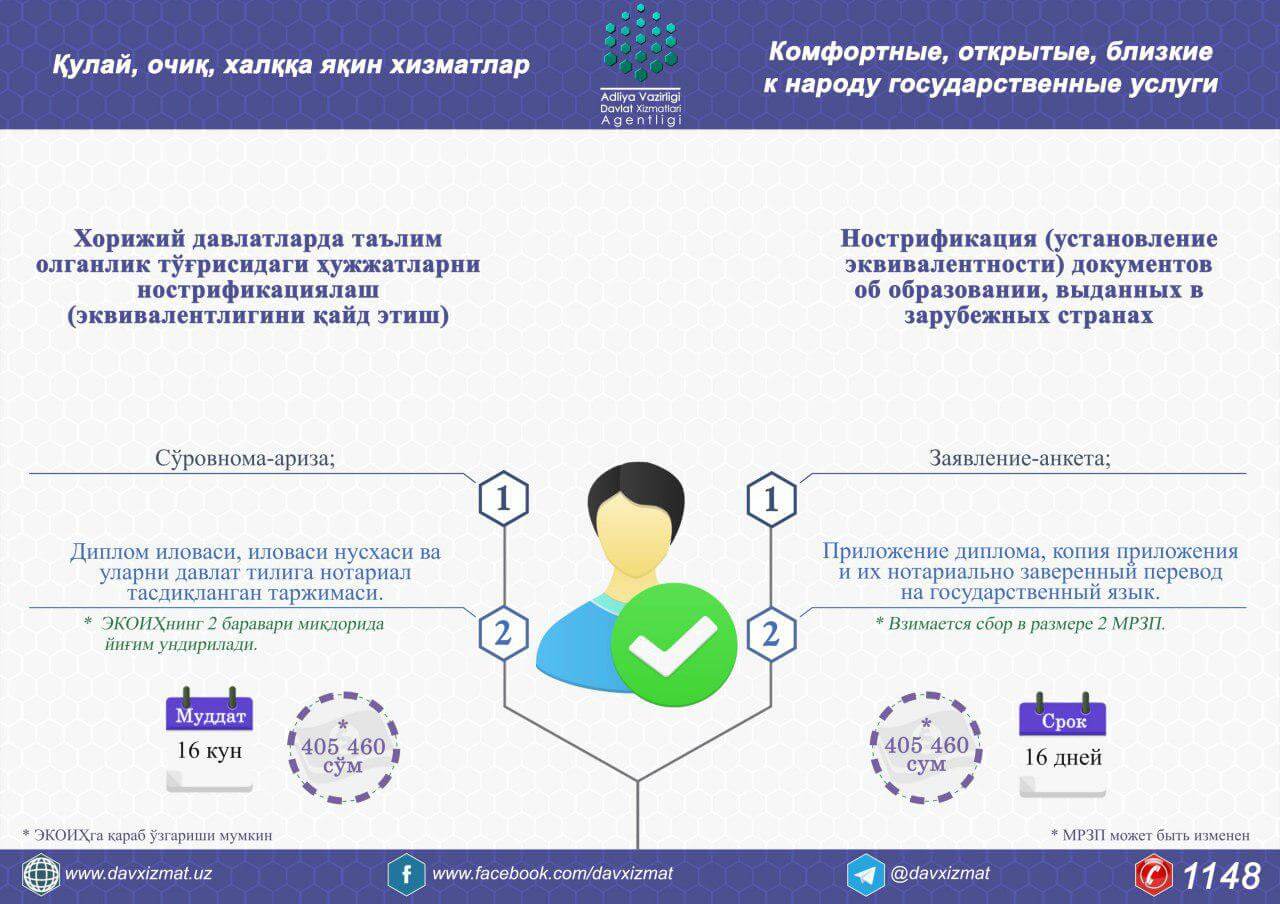 Қулай, очиқ, халққа яқин хизматлар
Adliya Vazirligi
Davlat Xizmatlari
Agentligi
Комфортные, открытые, близкие
к народу государственные услуги
Хорижий давлатларда таълим
олганлик тўғрисидаги ҳужжатларни
нострификациялаш
(эквивалентлигини қайд этиш)
Нострификация (установление
эквивалентности) документов
об образовании, выданных в
зарубежных странах
Сўровнома-ариза;
1
Диплом иловаси, иловаси нусхаси ва
уларни давлат тилига нотариал
тасдиқланган таржимаси.
2
* ЭКОИҲнинг 2 баравари миқдорида
йиғим ундирилади.
Муддат
16 кун
*
405 460
сўм
Заявление-анкета;
1
Приложение диплома, копия приложения
и их нотариально заверенный перевод
на государственный язык.
2
* Взимается сбор в размере 2 МРЗП.
*
405 460
сум
Срок
16 дней
* ЭКОИҲга қараб ўзгариши мумкин
* МРЗП может быть изменен
www.davxizmat.uz
f
www.facebook.com/davxizmat
@davxizmat
1148